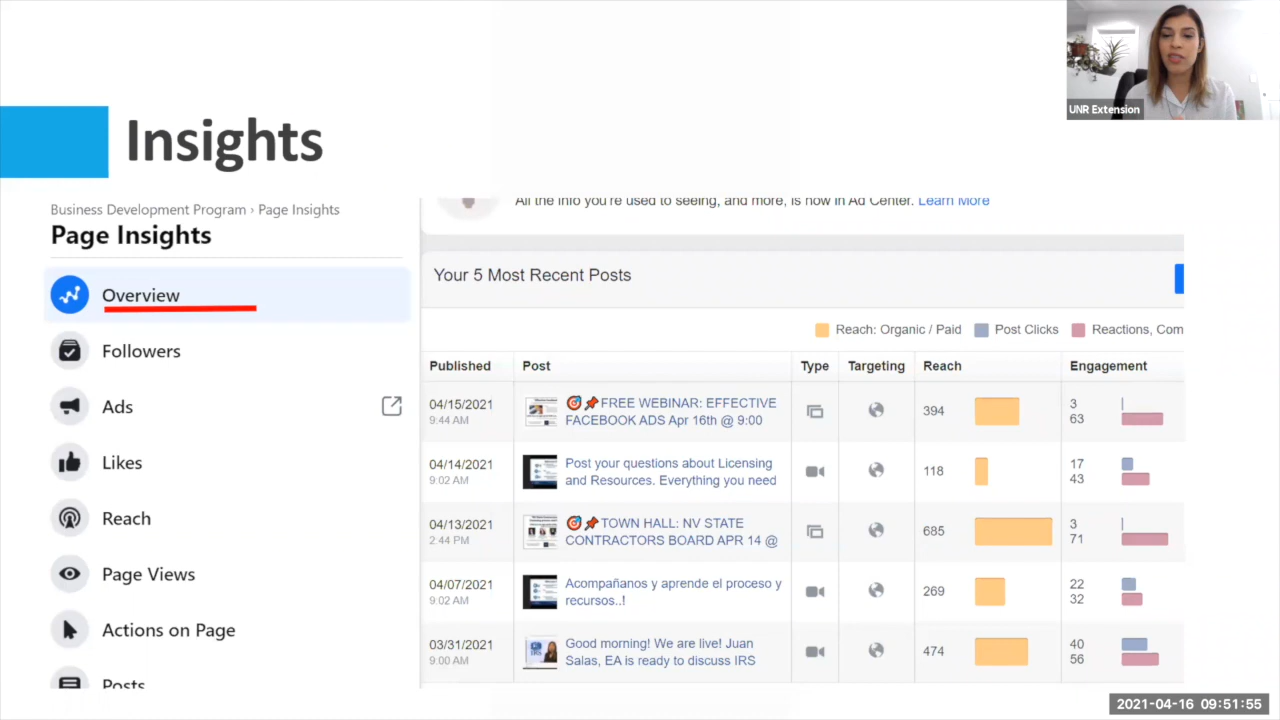 UNR Extension
Insights
Business Development Program › Page Insights
Page Insights
Overview
Followers
Ads
Likes
Reach
Page Views
Actions on Page
Posts
All the info you're used to seeing, and more, is now in Ad Center. Learn More
Your 5 Most Recent Posts
Reach: Organic / Paid Post Clicks Reactions, Com
Published Post Type Targeting Reach Engagement
04/15/2021
9:44 AM
🎯📌FREE WEBINAR: EFFECTIVE
FACEBOOK ADS Apr 16th @ 9:00
394
3
63
04/14/2021
9:02 AM
Post your questions about Licensing
and Resources. Everything you need
118
17
43
04/13/2021
2:44 PM
🎯📌TOWN HALL: NV STATE
CONTRACTORS BOARD APR 14 @
685
3
71
04/07/2021
9:02 AM
Acompañanos y aprende el proceso y
recursos..!
269
22
32
03/31/2021
9:00 AM
Good morning! We are live! Juan
Salas, EA is ready to discuss IRS
474
40
56
2021-04-16 09:51:55